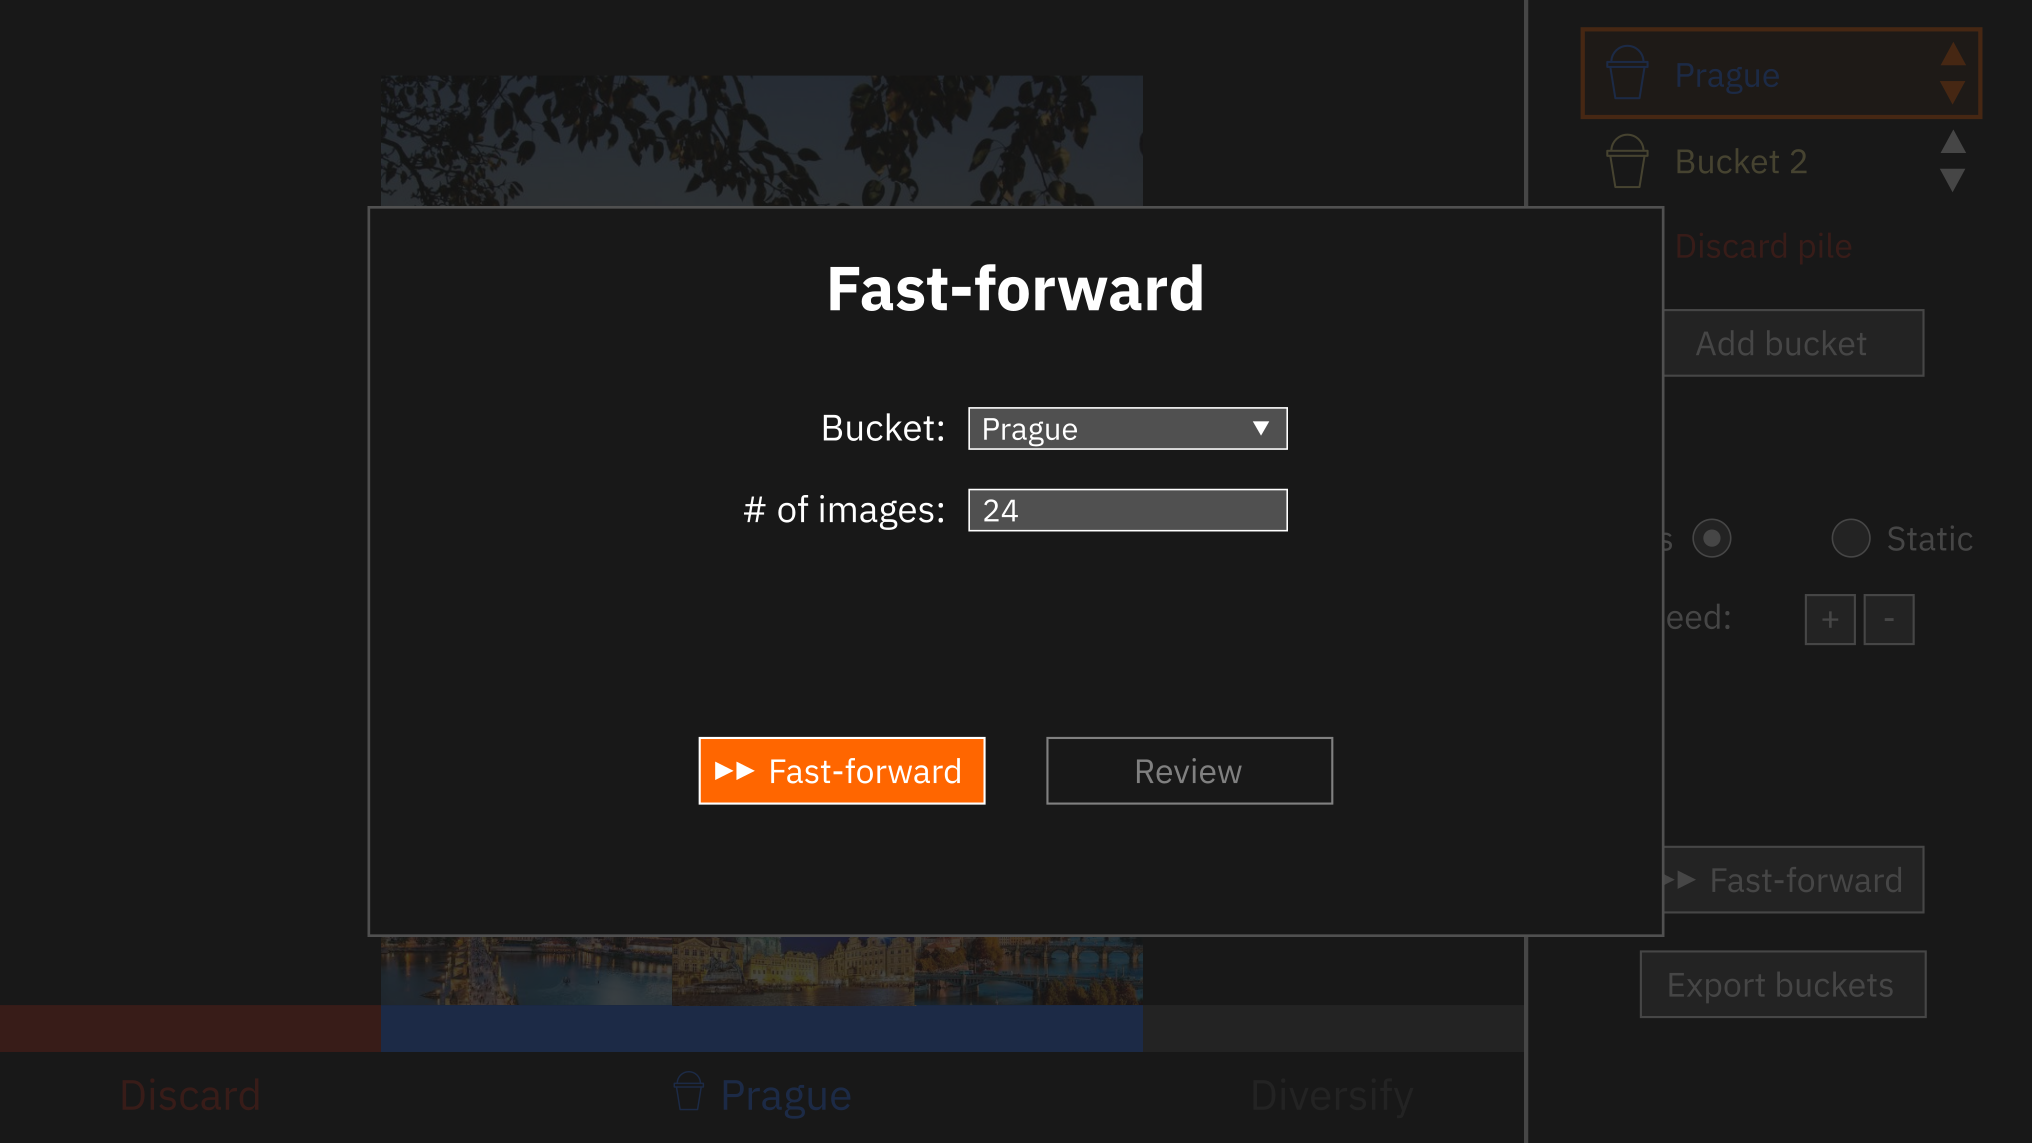 Prague
Bucket 2
Discard pile
Add bucket
Fast-forward
Bucket: Prague
# of images: 24
Static
eed: + -
Fast-forward
Review
Fast-forward
Export buckets
Discard
Prague
Diversify